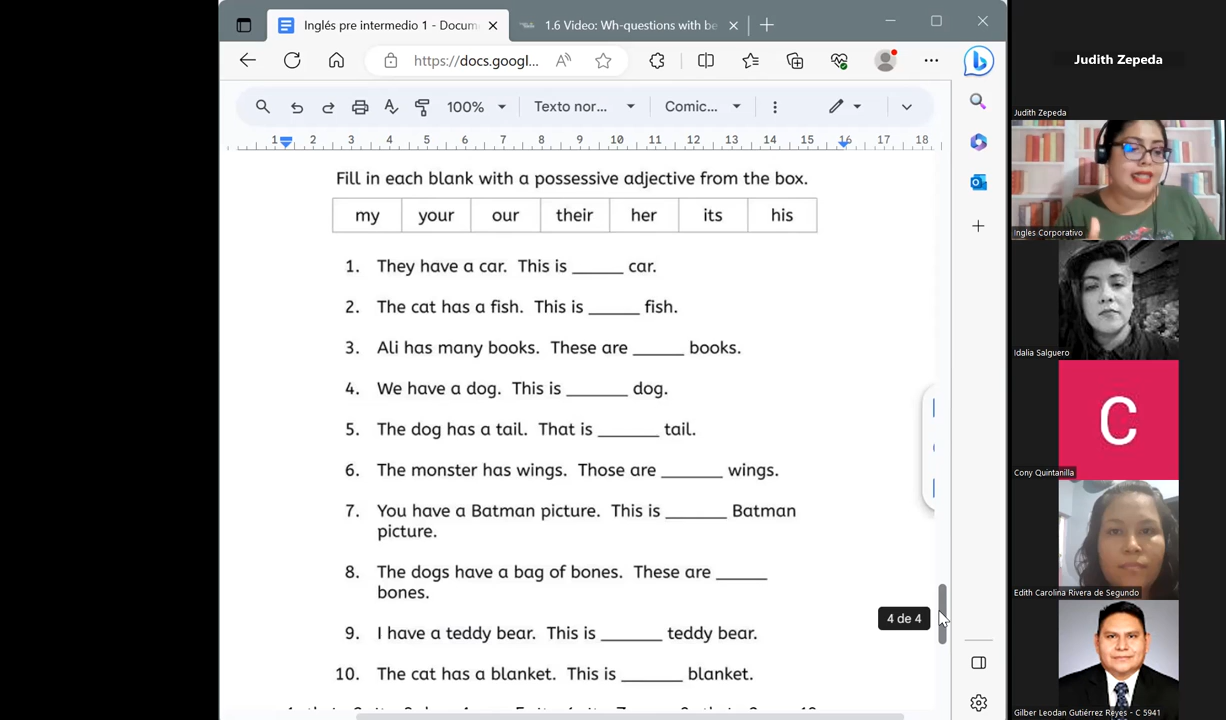 Inglés pre intermedio 1 - Docum
1.6 Video: Wh-questions with be
https://docs.googl...
100%
Texto nor...
Comic...
1 1 2 3 4 5 6 7 8 9 10 11 12 13 14 15 16 17 18
Fill in each blank with a possessive adjective from the box.
my your our their her its his
1. They have a car. This is ______ car.
2. The cat has a fish. This is ______ fish.
3. Ali has many books. These are ______ books.
4. We have a dog. This is _______ dog.
5. The dog has a tail. That is _______ tail.
6. The monster has wings. Those are _______ wings.
7. You have a Batman picture. This is _______ Batman
picture.
8. The dogs have a bag of bones. These are ______
bones.
9. I have a teddy bear. This is _______ teddy bear.
10. The cat has a blanket. This is _______ blanket.
4 de 4
Judith Zepeda
Judith Zepeda
Ingles Corporativo
Idalia Salguero
C
Cony Quintanilla
Edith Carolina Rivera de Segundo
Gilber Leodan Gutiérrez Reyes - C 5941